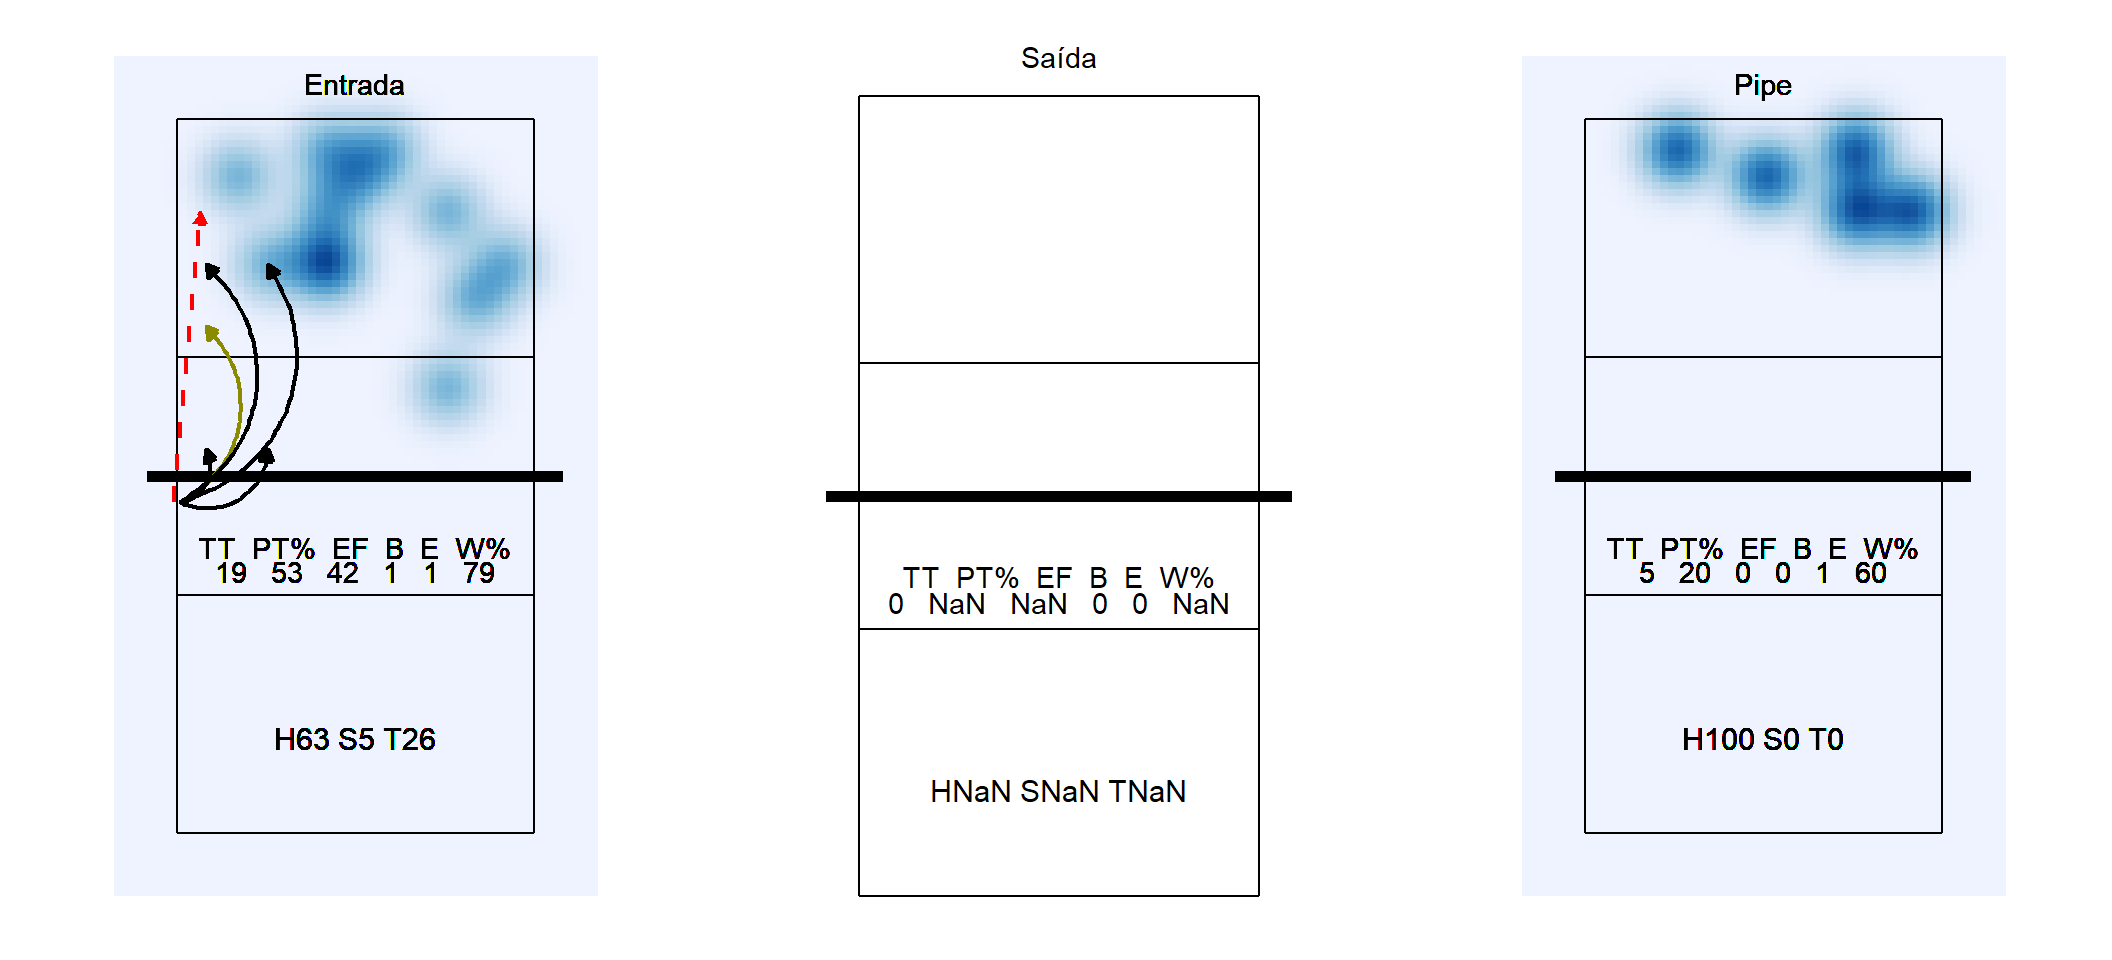 Entrada
TT PT% EF B E W%
19 53 42 1 1 79
H63 S5 T26
Saída
TT PT% EF B E W%
0 NaN NaN 0 0 NaN
HNaN SNaN TNaN
Pipe
TT PT% EF B E W%
5 20 0 0 1 60
H100 S0 T0